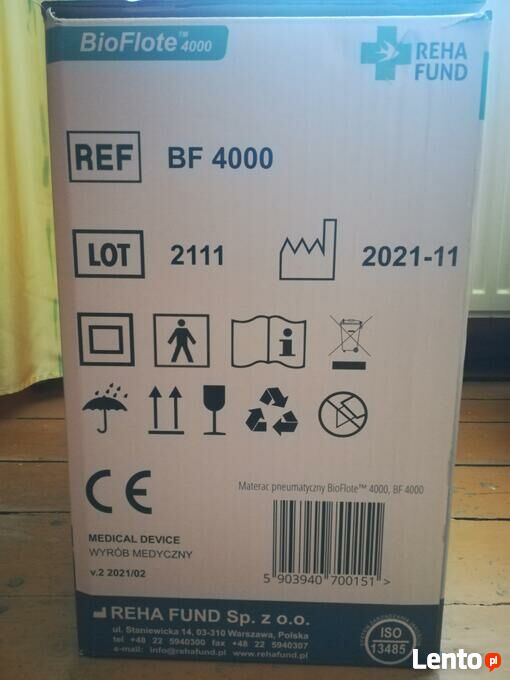 BioFlote™ 4000
REHA
FUND
REF BF 4000
LOT 2111 2021-11
i
CE
Materac pneumatyczny BioFlote™ 4000, BF 4000
MEDICAL DEVICE
WYRÓB MEDYCZNY
v.2 2021/02
5 903940 700151 >
REHA FUND Sp. z o.o.
ul. Staniewicka 14, 03-310 Warszawa, Polska
tel +48 22 5940300 fax +48 22 5940307
e-mail: info@rehafund.pl www.rehafund.pl
ISO
13485
Lento.pl